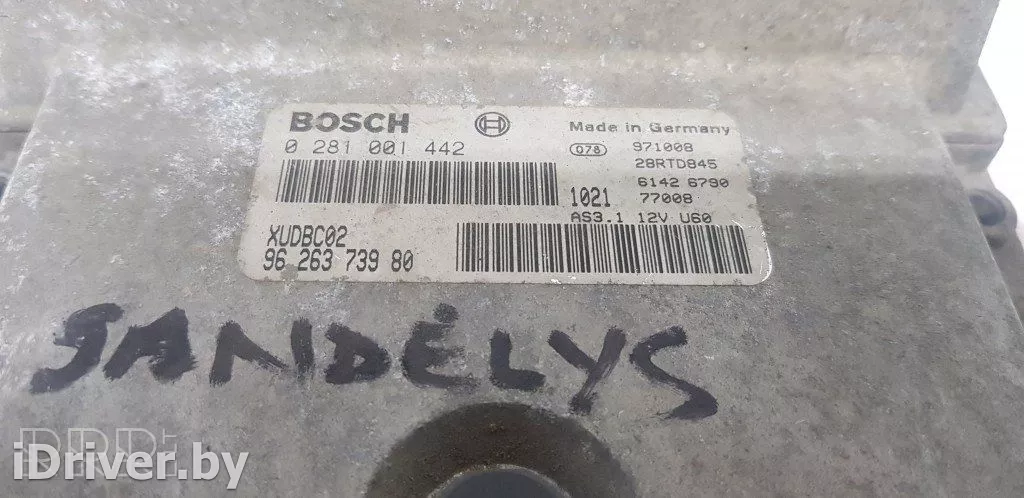 BOSCH
Made in Germany
0 281 001 442
078 971008
28RTD845
6142 6790
1021 77008
AS3.1 12V U60
XUDBC02
96 263 739 80
SANDĖLYS
iDriver.by